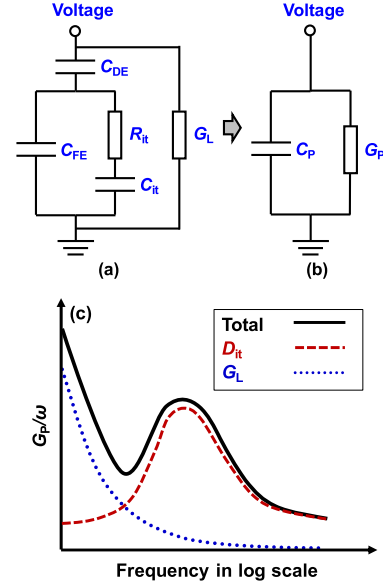 Voltage
Voltage
C_DE
C_FE
R_it
C_it
G_L
C_P
G_P
(a)
(b)
(c)
Total
D_it
G_L
G_P/ω
Frequency in log scale